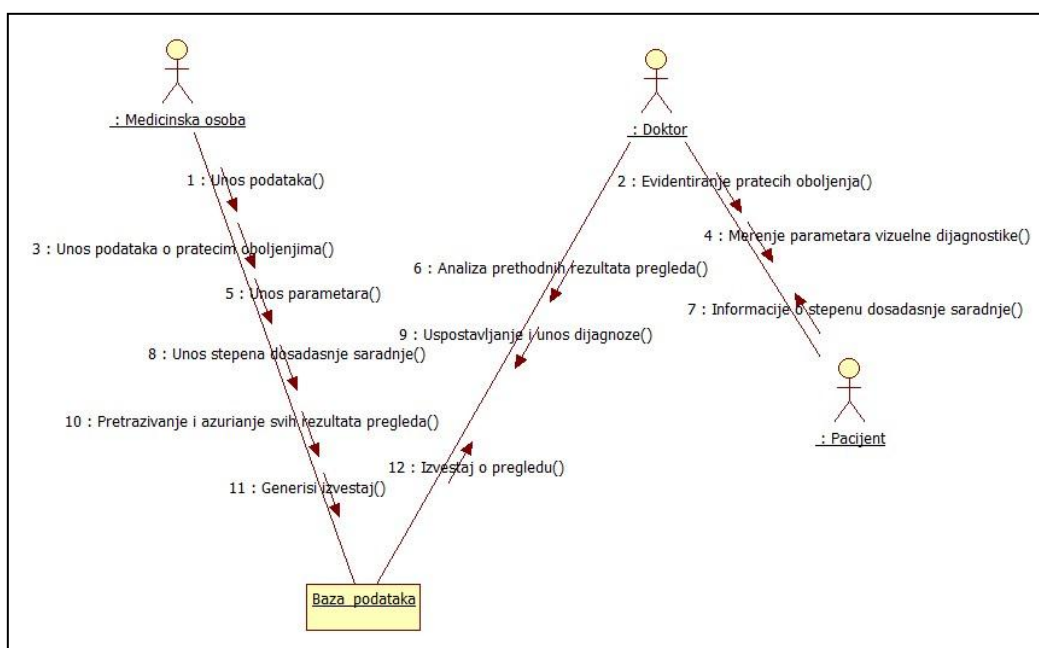 : Medicinska osoba
: Doktor
1 : Unos podataka()
2 : Evidentiranje pratecih oboljenja()
3 : Unos podataka o pratecim oboljenjima()
4 : Merenje parametara vizuelne dijagnostike()
5 : Unos parametara()
6 : Analiza prethodnih rezultata pregleda()
7 : Informacije o stepenu dosadasnje saradnje()
8 : Unos stepena dosadasnje saradnje()
9 : Uspostavljanje i unos dijagnoze()
10 : Pretrazivanje i azurianje svih rezultata pregleda()
: Pacijent
11 : Generisi izvestaj()
12 : Izvestaj o pregledu()
Baza podataka